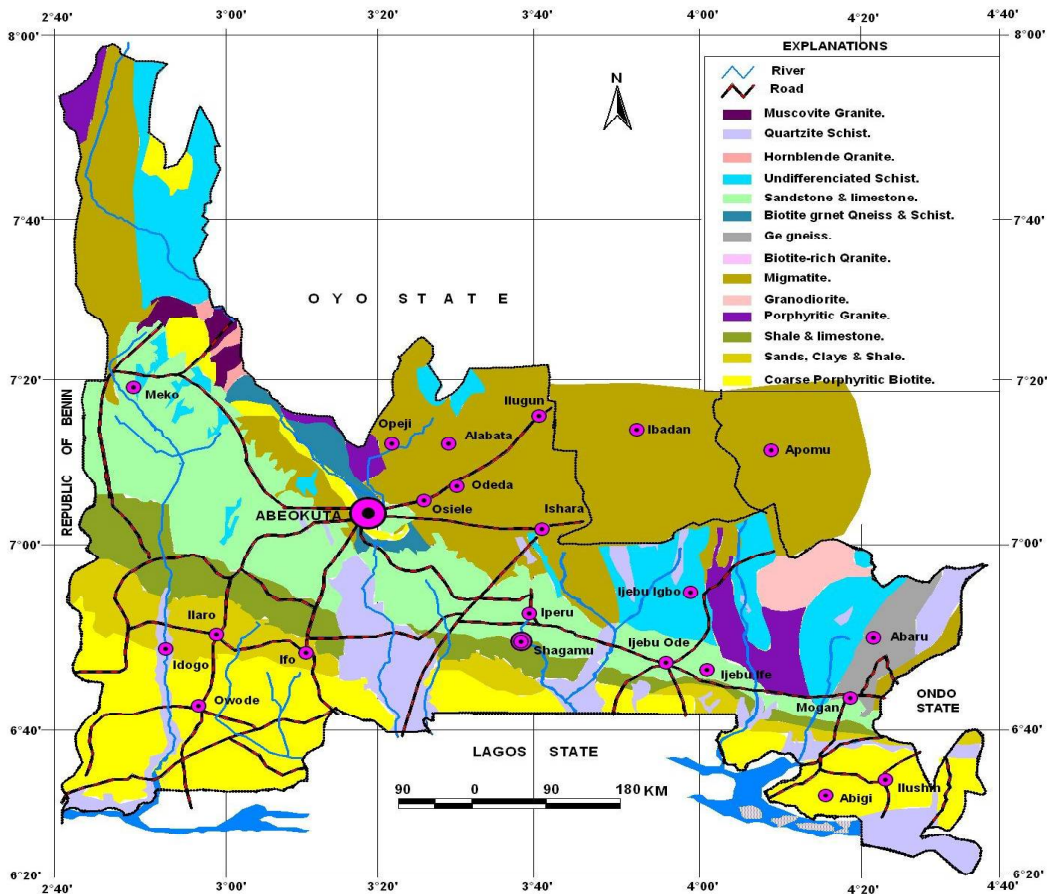 2°40' 3°00' 3°20' 3°40' 4°00' 4°20' 4°40'
8°00' 8°00'
EXPLANATIONS
River
Road
Muscovite Granite.
Quartzite Schist.
Hornblende Qranite.
Undifferenciated Schist.
Sandstone & limestone.
Biotite grnet Qneiss & Schist.
Ge gneiss.
Biotite-rich Qranite.
Migmatite.
Granodiorite.
Porphyritic Granite.
Shale & limestone.
Sands, Clays & Shale.
Coarse Porphyritic Biotite.
N
7°40' 7°40'
OYO STATE
7°20' 7°20'
REPUBLIC OF BENIN
Meko
Ilugun
Opeji
Alabata
Ibadan
Apomu
Odeda
Osiele
ABEOKUTA
Ishara
7°00' 7°00'
Ijebu Igbo
Iperu
Ilaro
Shagamu
Ijebu Ode
Abaru
Idogo
Ifo
Ijebu Ife
Owode
Mogan
ONDO
STATE
6°40' 6°40'
LAGOS STATE
90 0 90 180 KM
Ilushin
Abigi
6°20' 6°20'
2°40' 3°00' 3°20' 3°40' 4°00' 4°20' 4°40'